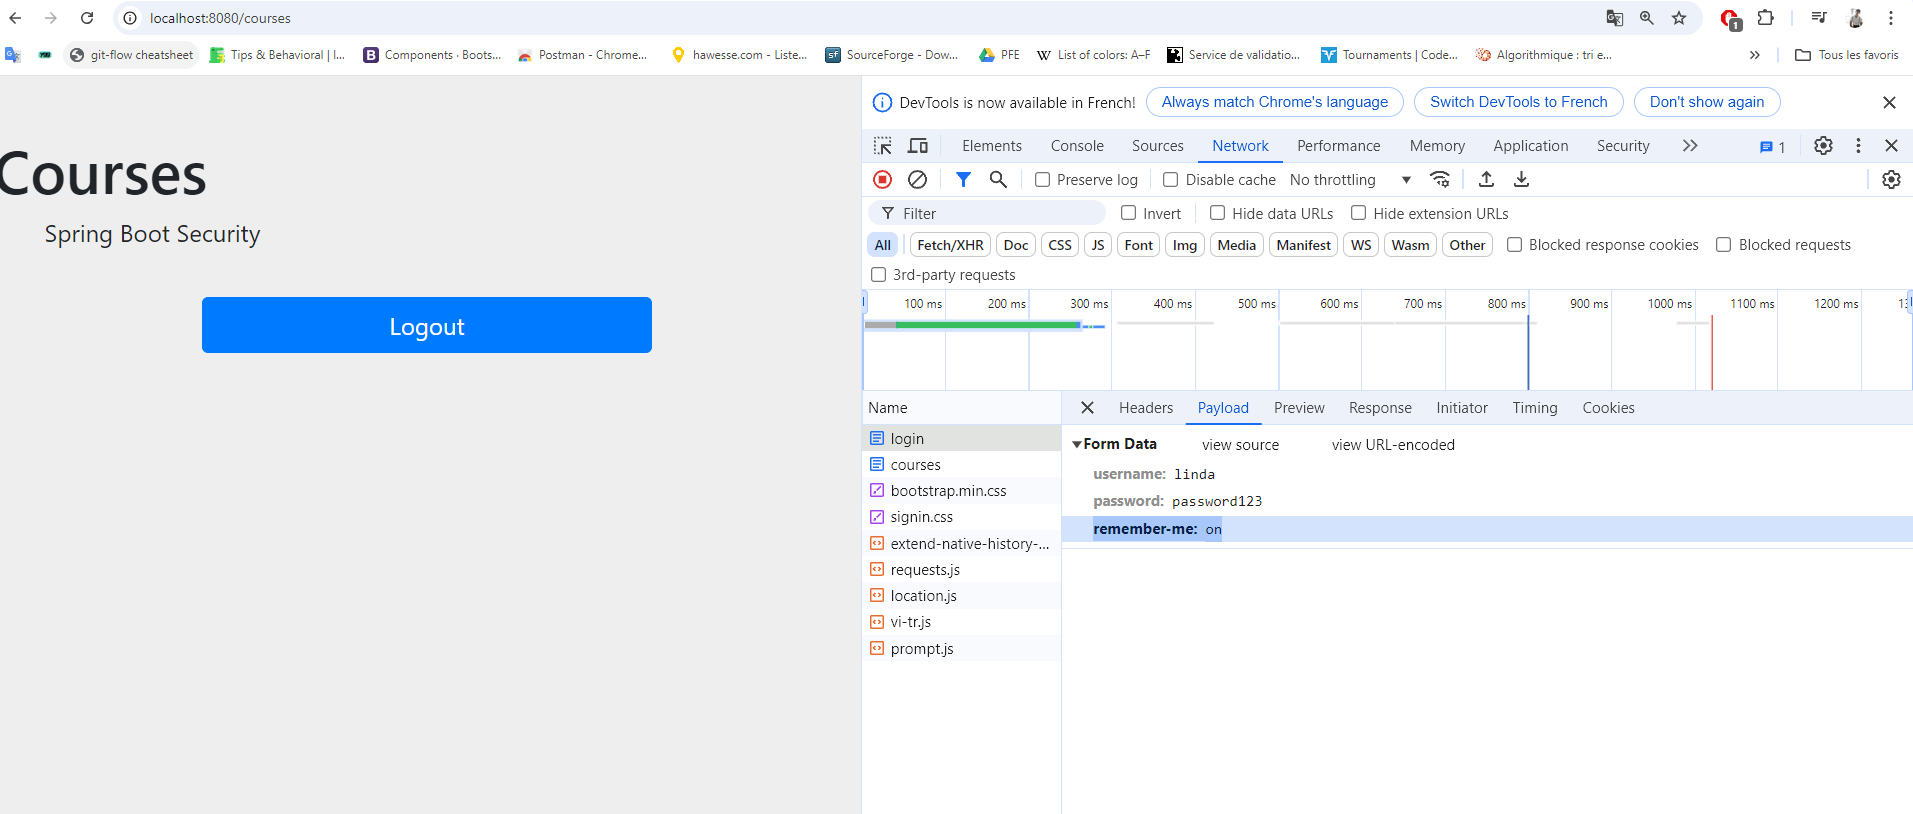 localhost:8080/courses
git-flow cheatsheet Tips & Behavioral | I... Components · Boots... Postman - Chrome... hawesse.com - Liste... SourceForge - Dow... PFE List of colors: A–F Service de validatio... Tournaments | Code... Algorithmique : tri e... Tous les favoris
Courses
Spring Boot Security
Logout
DevTools is now available in French! Always match Chrome's language Switch DevTools to French Don't show again
Elements Console Sources Network Performance Memory Application Security 1
Preserve log Disable cache No throttling
Filter Invert Hide data URLs Hide extension URLs
All Fetch/XHR Doc CSS JS Font Img Media Manifest WS Wasm Other Blocked response cookies Blocked requests
3rd-party requests
100 ms 200 ms 300 ms 400 ms 500 ms 600 ms 700 ms 800 ms 900 ms 1000 ms 1100 ms 1200 ms
Name
login
courses
bootstrap.min.css
signin.css
extend-native-history-...
requests.js
location.js
vi-tr.js
prompt.js
Headers Payload Preview Response Initiator Timing Cookies
Form Data view source view URL-encoded
username: linda
password: password123
remember-me: on